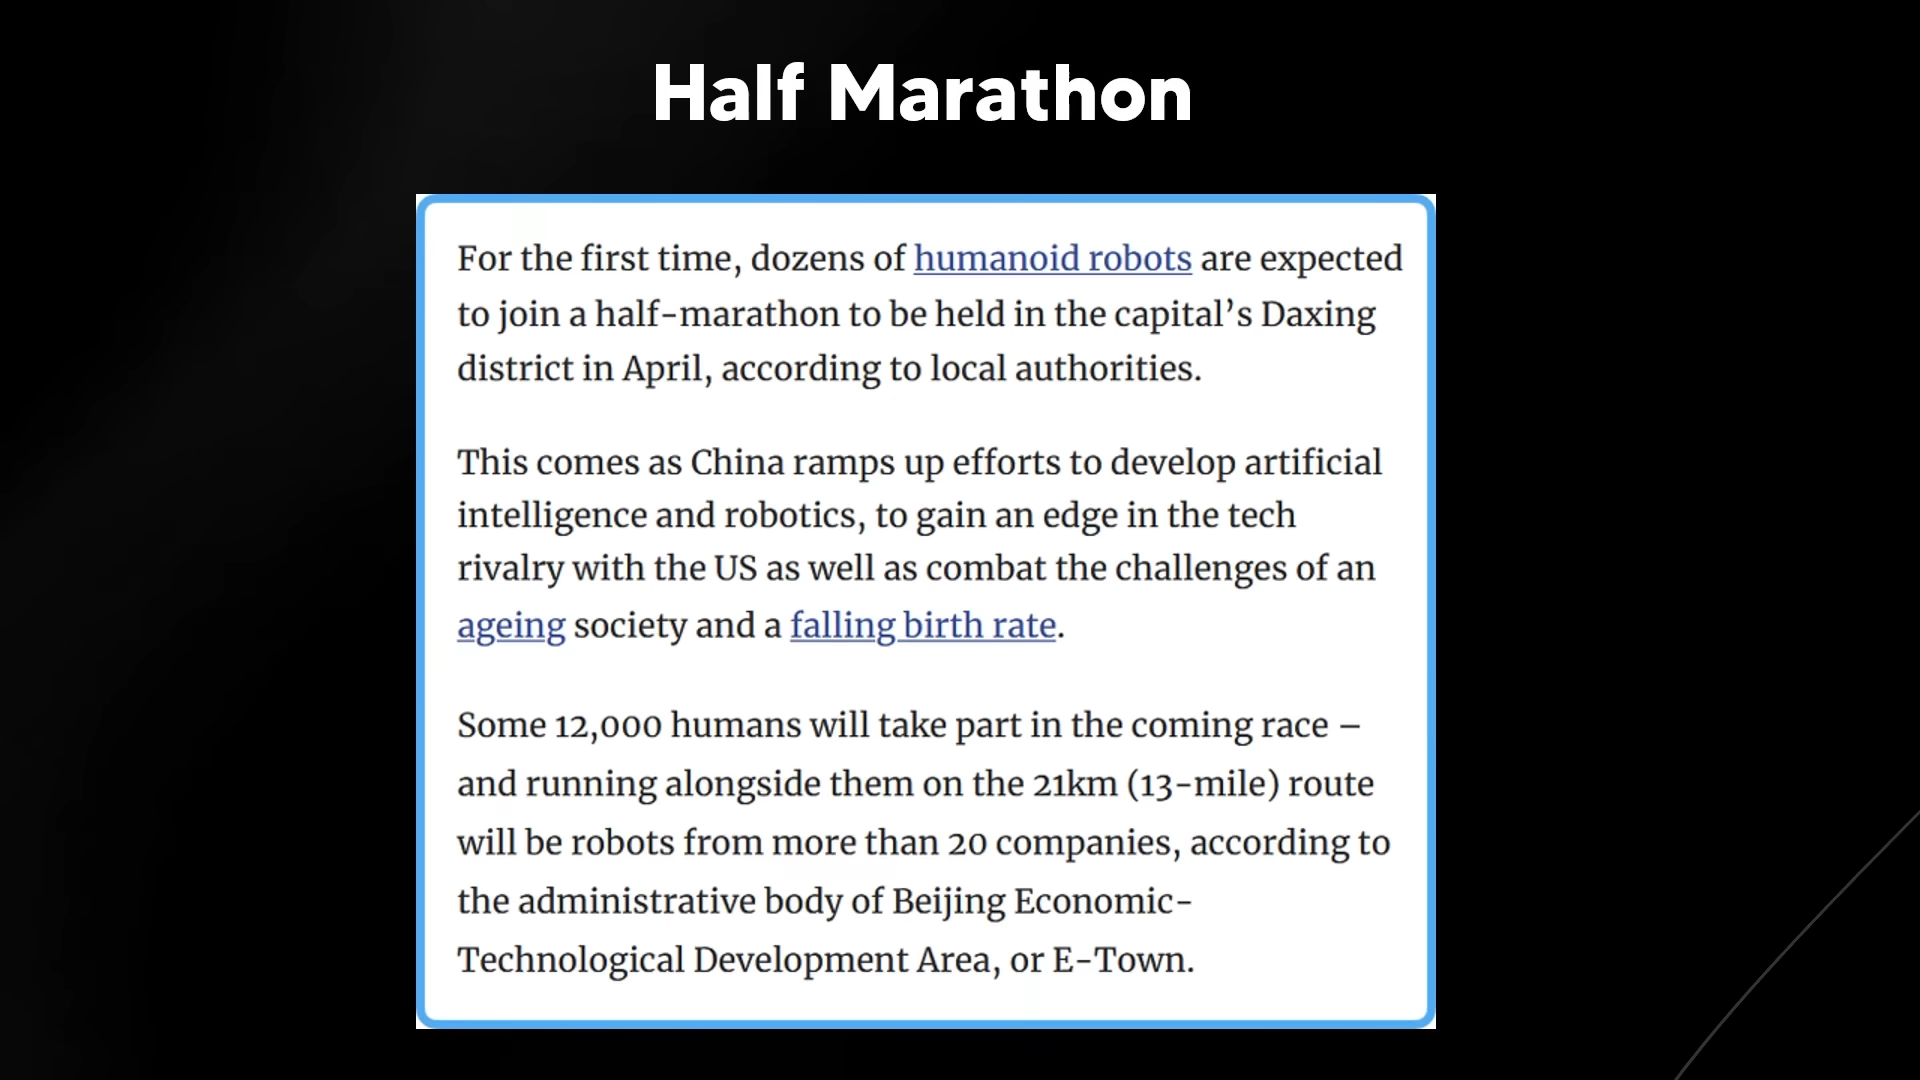 Half Marathon
For the first time, dozens of humanoid robots are expected
to join a half-marathon to be held in the capital’s Daxing
district in April, according to local authorities.
This comes as China ramps up efforts to develop artificial
intelligence and robotics, to gain an edge in the tech
rivalry with the US as well as combat the challenges of an
ageing society and a falling birth rate.
Some 12,000 humans will take part in the coming race –
and running alongside them on the 21km (13-mile) route
will be robots from more than 20 companies, according to
the administrative body of Beijing Economic-
Technological Development Area, or E-Town.